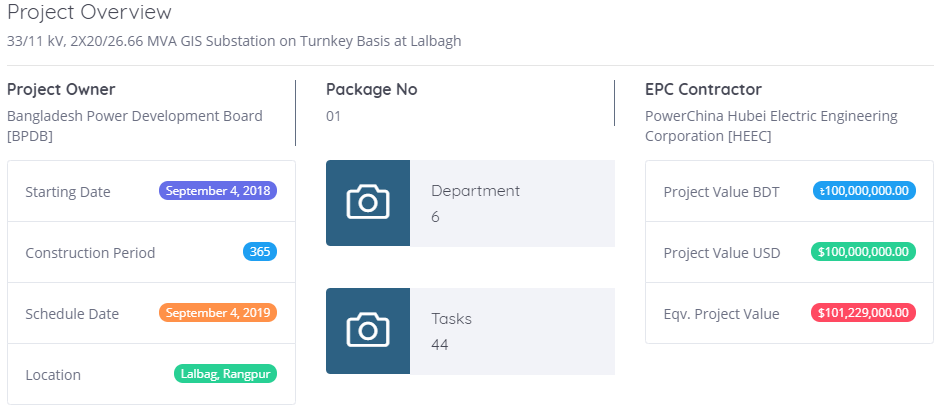 Project Overview
33/11 kV, 2X20/26.66 MVA GIS Substation on Turnkey Basis at Lalbagh
Project Owner
Bangladesh Power Development Board
[BPDB]
Package No
01
EPC Contractor
PowerChina Hubei Electric Engineering
Corporation [HEEC]
Starting Date September 4, 2018
Construction Period 365
Schedule Date September 4, 2019
Location Lalbag, Rangpur
Department
6
Tasks
44
Project Value BDT ৳100,000,000.00
Project Value USD $100,000,000.00
Eqv. Project Value $101,229,000.00